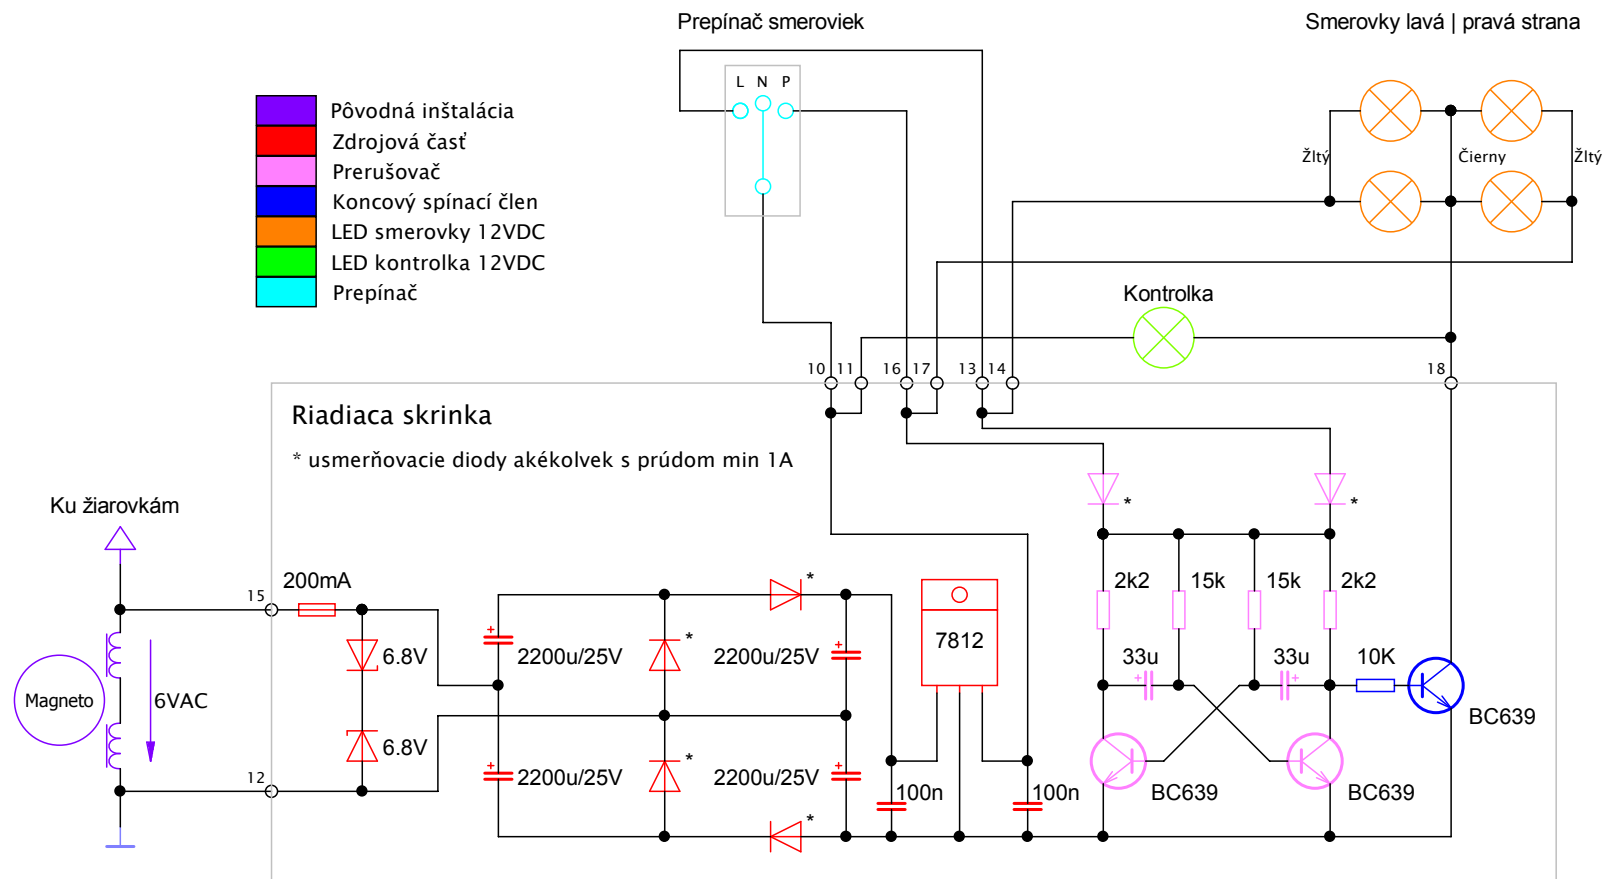 Prepínač smeroviek
Smerovky lavá | pravá strana
L N P
Pôvodná inštalácia
Zdrojová časť
Prerušovač
Koncový spínací člen
LED smerovky 12VDC
LED kontrolka 12VDC
Prepínač
Žltý
Čierny
Žltý
Kontrolka
10 11 16 17 13 14 18
Riadiaca skrinka
* usmerňovacie diody akékolvek s prúdom min 1A
Ku žiarovkám
* *
15 200mA *
2k2 15k 15k 2k2
6.8V 2200u/25V * 2200u/25V 7812
33u 33u 10K
Magneto 6VAC
BC639
6.8V
12 2200u/25V * 2200u/25V
100n 100n BC639 BC639
*